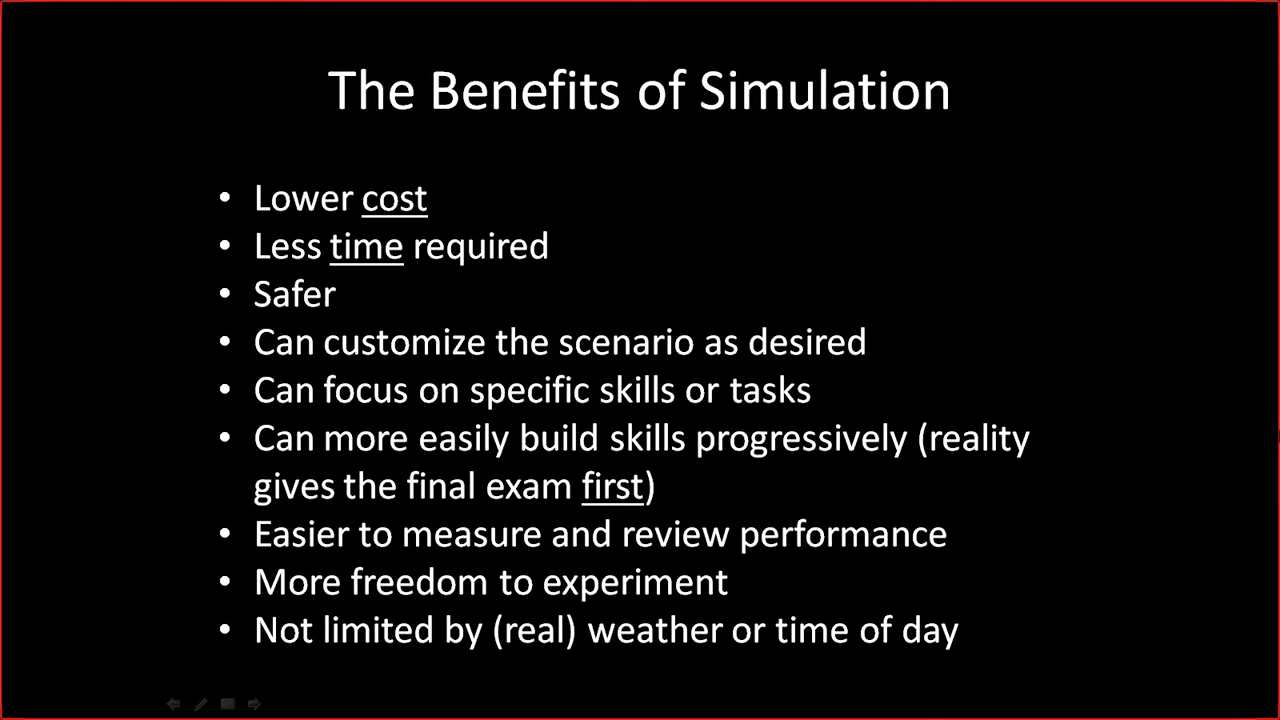 The Benefits of Simulation
• Lower cost
• Less time required
• Safer
• Can customize the scenario as desired
• Can focus on specific skills or tasks
• Can more easily build skills progressively (reality
gives the final exam first)
• Easier to measure and review performance
• More freedom to experiment
• Not limited by (real) weather or time of day